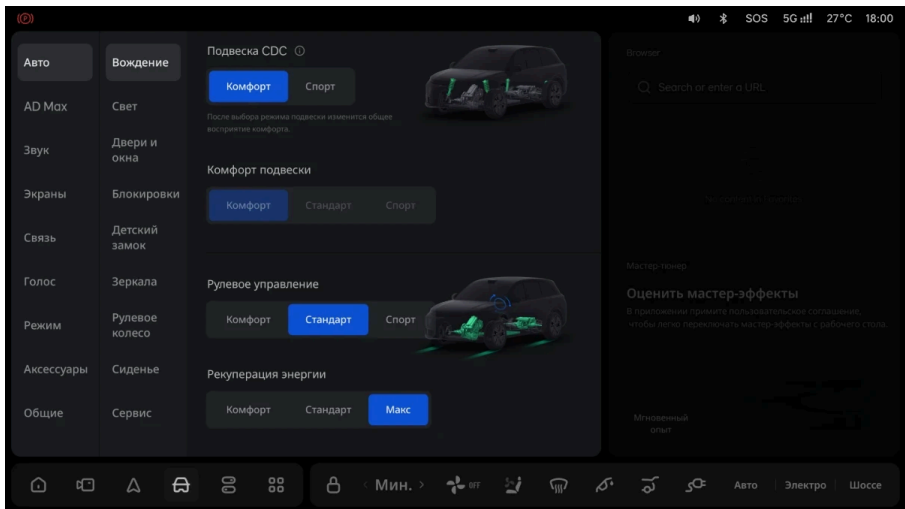 (P)
SOS 5G 27°C 18:00
Авто
AD Max
Звук
Экраны
Связь
Голос
Режим
Аксессуары
Общие
Вождение
Свет
Двери и
окна
Блокировки
Детский
замок
Зеркала
Рулевое
колесо
Сиденье
Сервис
Подвеска CDC
Комфорт Спорт
После выбора режима подвески изменится общее
восприятие комфорта.
Комфорт подвески
Комфорт Стандарт Спорт
Рулевое управление
Комфорт Стандарт Спорт
Рекуперация энергии
Комфорт Стандарт Макс
Browser
Search or enter a URL
Мастер-тюнер
Оценить мастер-эффекты
В приложении примите пользовательское соглашение,
чтобы легко переключать мастер-эффекты с рабочего стола.
Мгновенный
опыт
< Мин. > OFF Авто Электро Шоссе